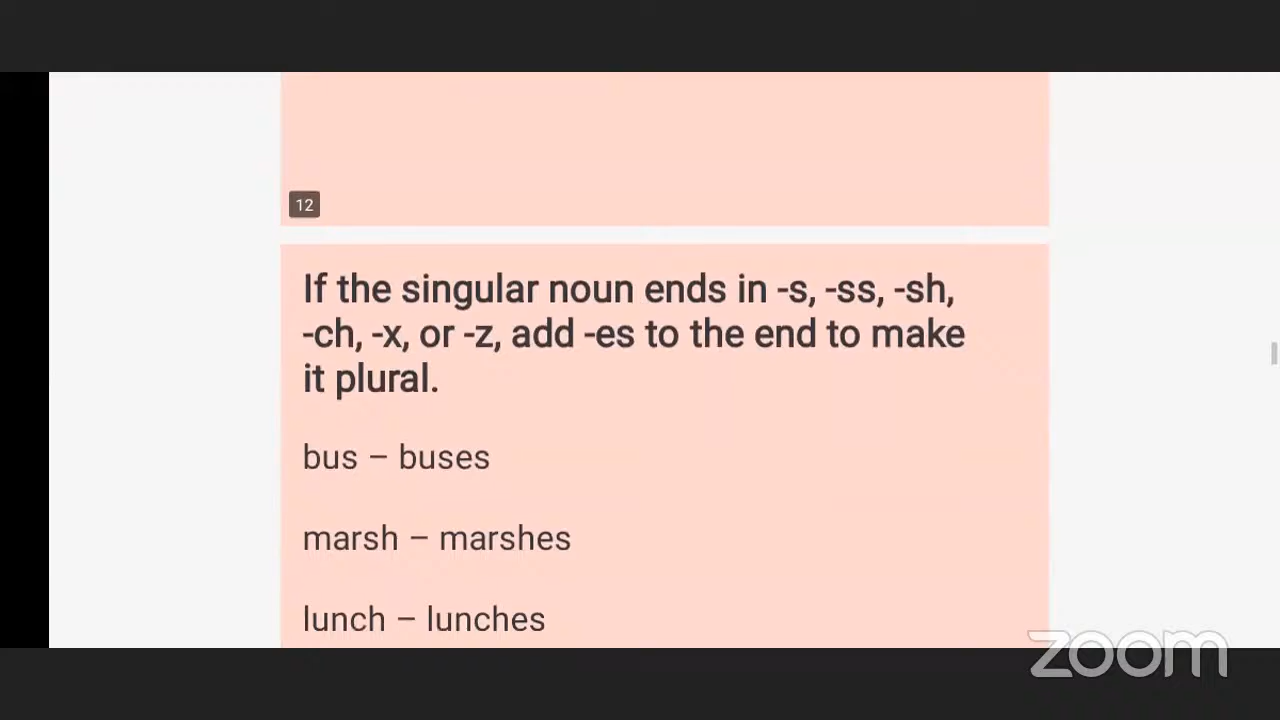 12
If the singular noun ends in -s, -ss, -sh,
-ch, -x, or -z, add -es to the end to make
it plural.
bus – buses
marsh – marshes
lunch – lunches
zoom